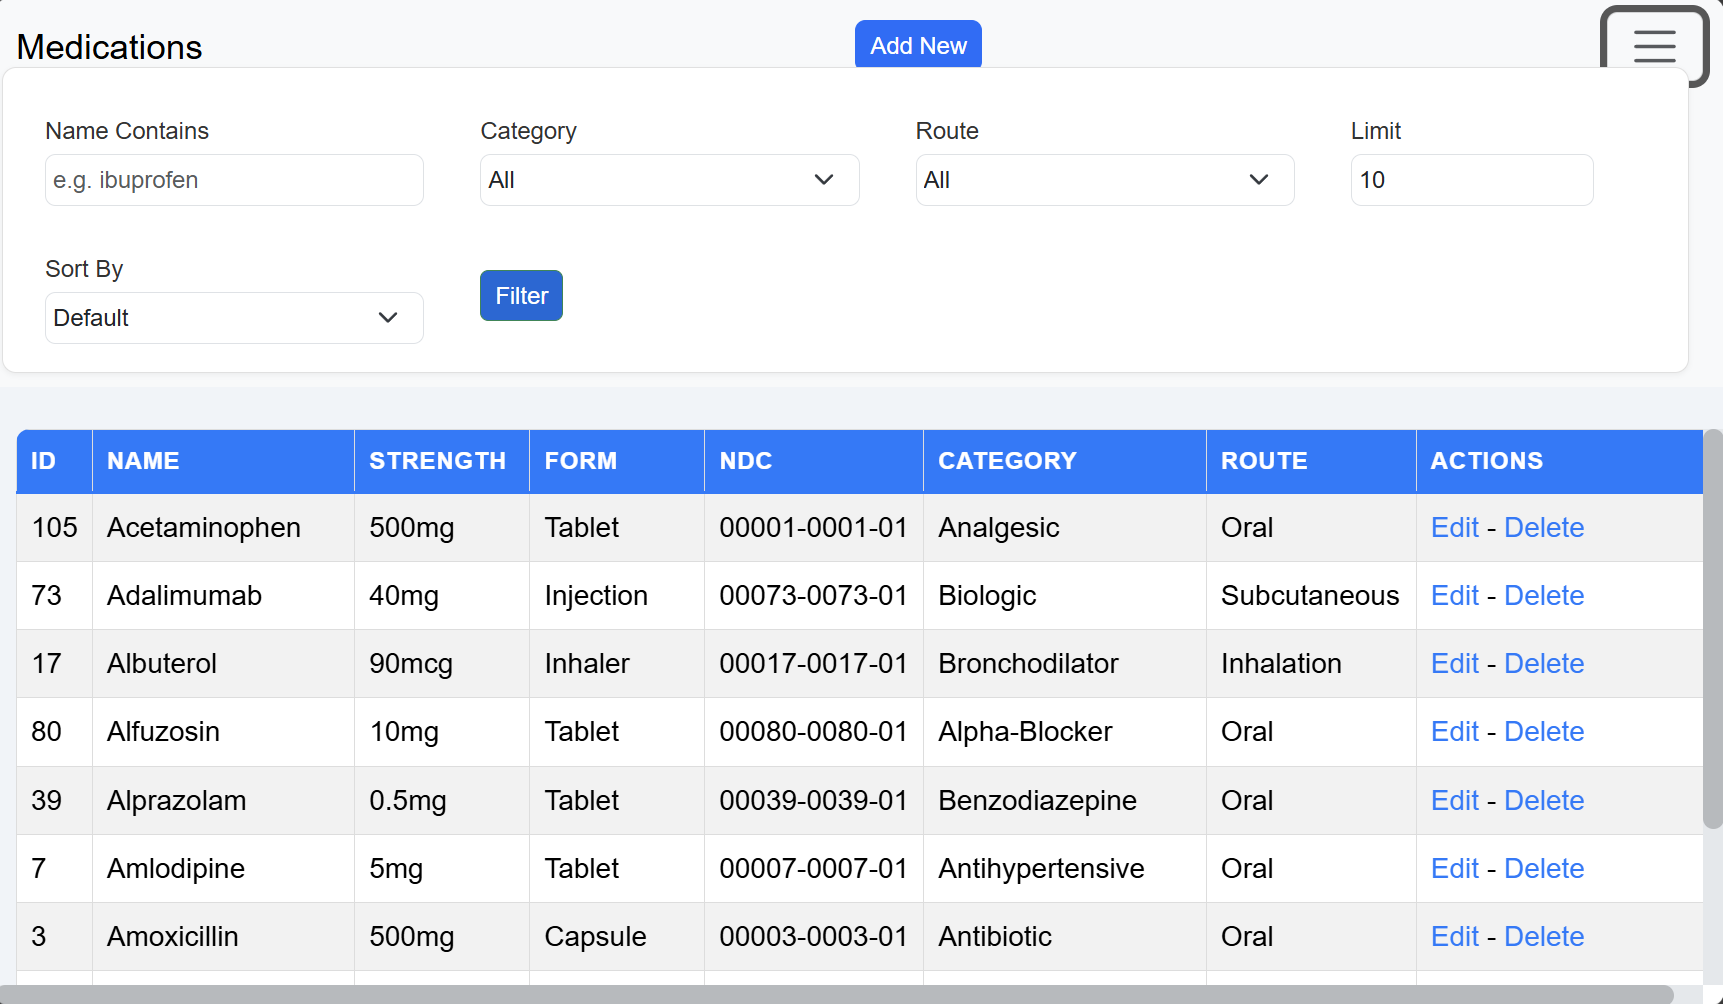 Medications
Add New
Name Contains Category Route Limit
e.g. ibuprofen All All 10
Sort By
Default Filter
ID NAME STRENGTH FORM NDC CATEGORY ROUTE ACTIONS
105 Acetaminophen 500mg Tablet 00001-0001-01 Analgesic Oral Edit - Delete
73 Adalimumab 40mg Injection 00073-0073-01 Biologic Subcutaneous Edit - Delete
17 Albuterol 90mcg Inhaler 00017-0017-01 Bronchodilator Inhalation Edit - Delete
80 Alfuzosin 10mg Tablet 00080-0080-01 Alpha-Blocker Oral Edit - Delete
39 Alprazolam 0.5mg Tablet 00039-0039-01 Benzodiazepine Oral Edit - Delete
7 Amlodipine 5mg Tablet 00007-0007-01 Antihypertensive Oral Edit - Delete
3 Amoxicillin 500mg Capsule 00003-0003-01 Antibiotic Oral Edit - Delete